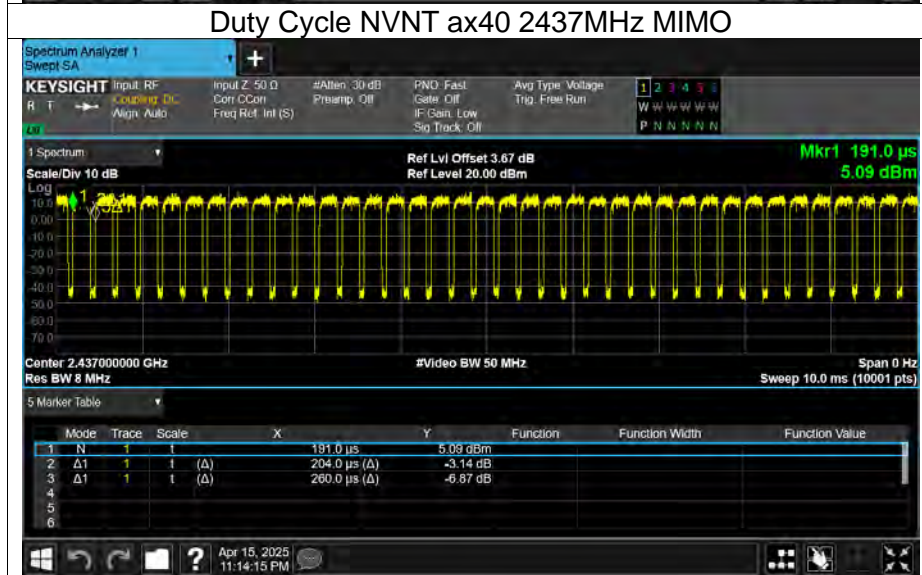 Duty Cycle NVNT ax40 2437MHz MIMO
Spectrum Analyzer 1
Swept SA
+
KEYSIGHT Input: RF Input Z: 50 Ω #Atten: 30 dB PNO: Fast Avg Type: Voltage 1 2 3 4 5 6
R T Coupling: DC Corr CCorr Preamp: Off Gate: Off Trig: Free Run W W W W W W
Align: Auto Freq Ref: Int (S) IF Gain: Low
Sig Track: Off P N N N N N
1 Spectrum
Ref Lvl Offset 3.67 dB
Mkr1 191.0 µs
Scale/Div 10 dB
Ref Level 20.00 dBm
5.09 dBm
Log
10.0
0.00
-10.0
-20.0
-30.0
-40.0
-50.0
-60.0
-70.0
Center 2.437000000 GHz #Video BW 50 MHz Span 0 Hz
Res BW 8 MHz Sweep 10.0 ms (10001 pts)
5 Marker Table
Mode Trace Scale X Y Function Function Width Function Value
1 N 1 t 191.0 µs 5.09 dBm
2 Δ1 1 t (Δ) 204.0 µs (Δ) -3.14 dB
3 Δ1 1 t (Δ) 260.0 µs (Δ) -6.87 dB
4
5
6
? Apr 15, 2025
11:14:15 PM